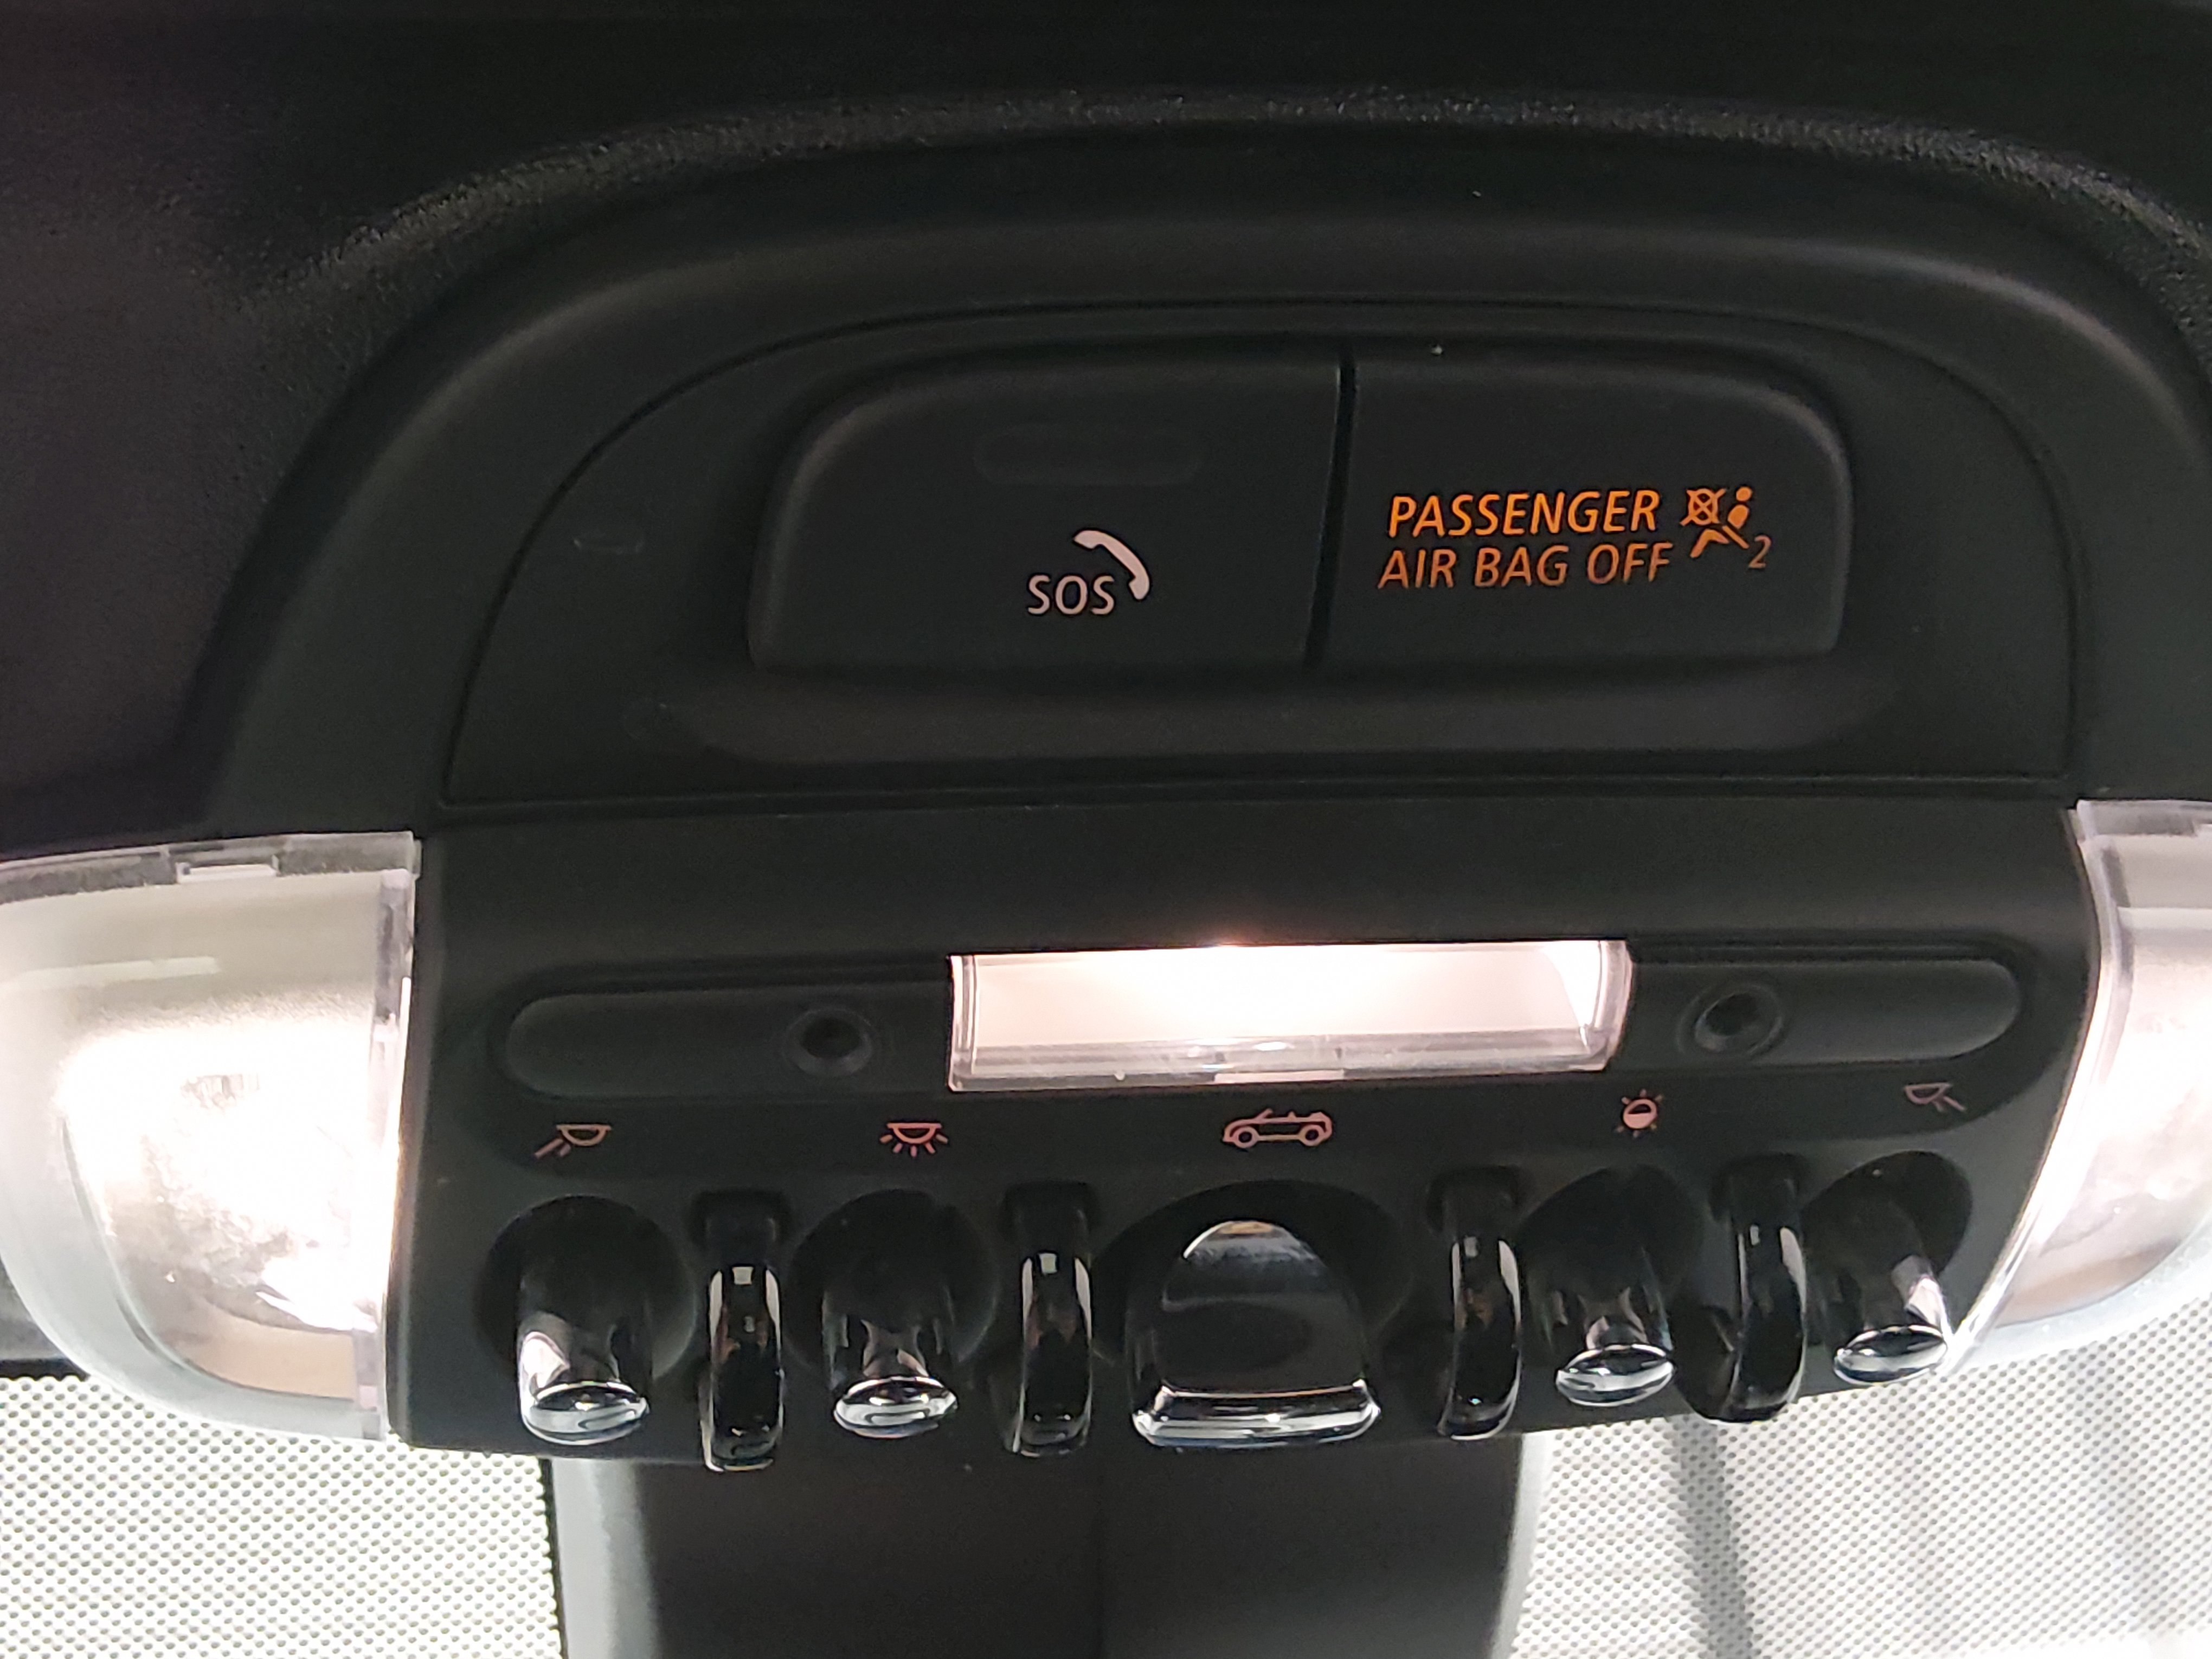 PASSENGER
AIR BAG OFF 2
SOS